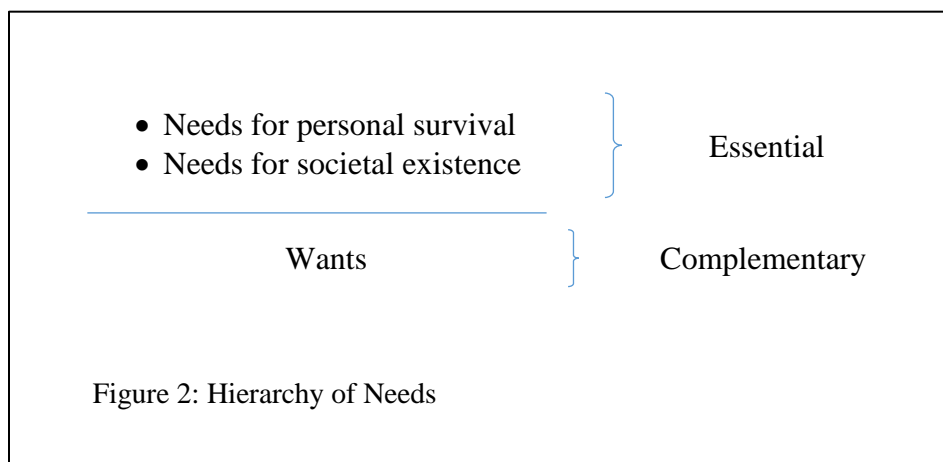 • Needs for personal survival
• Needs for societal existence
Essential
Wants
Complementary
Figure 2: Hierarchy of Needs